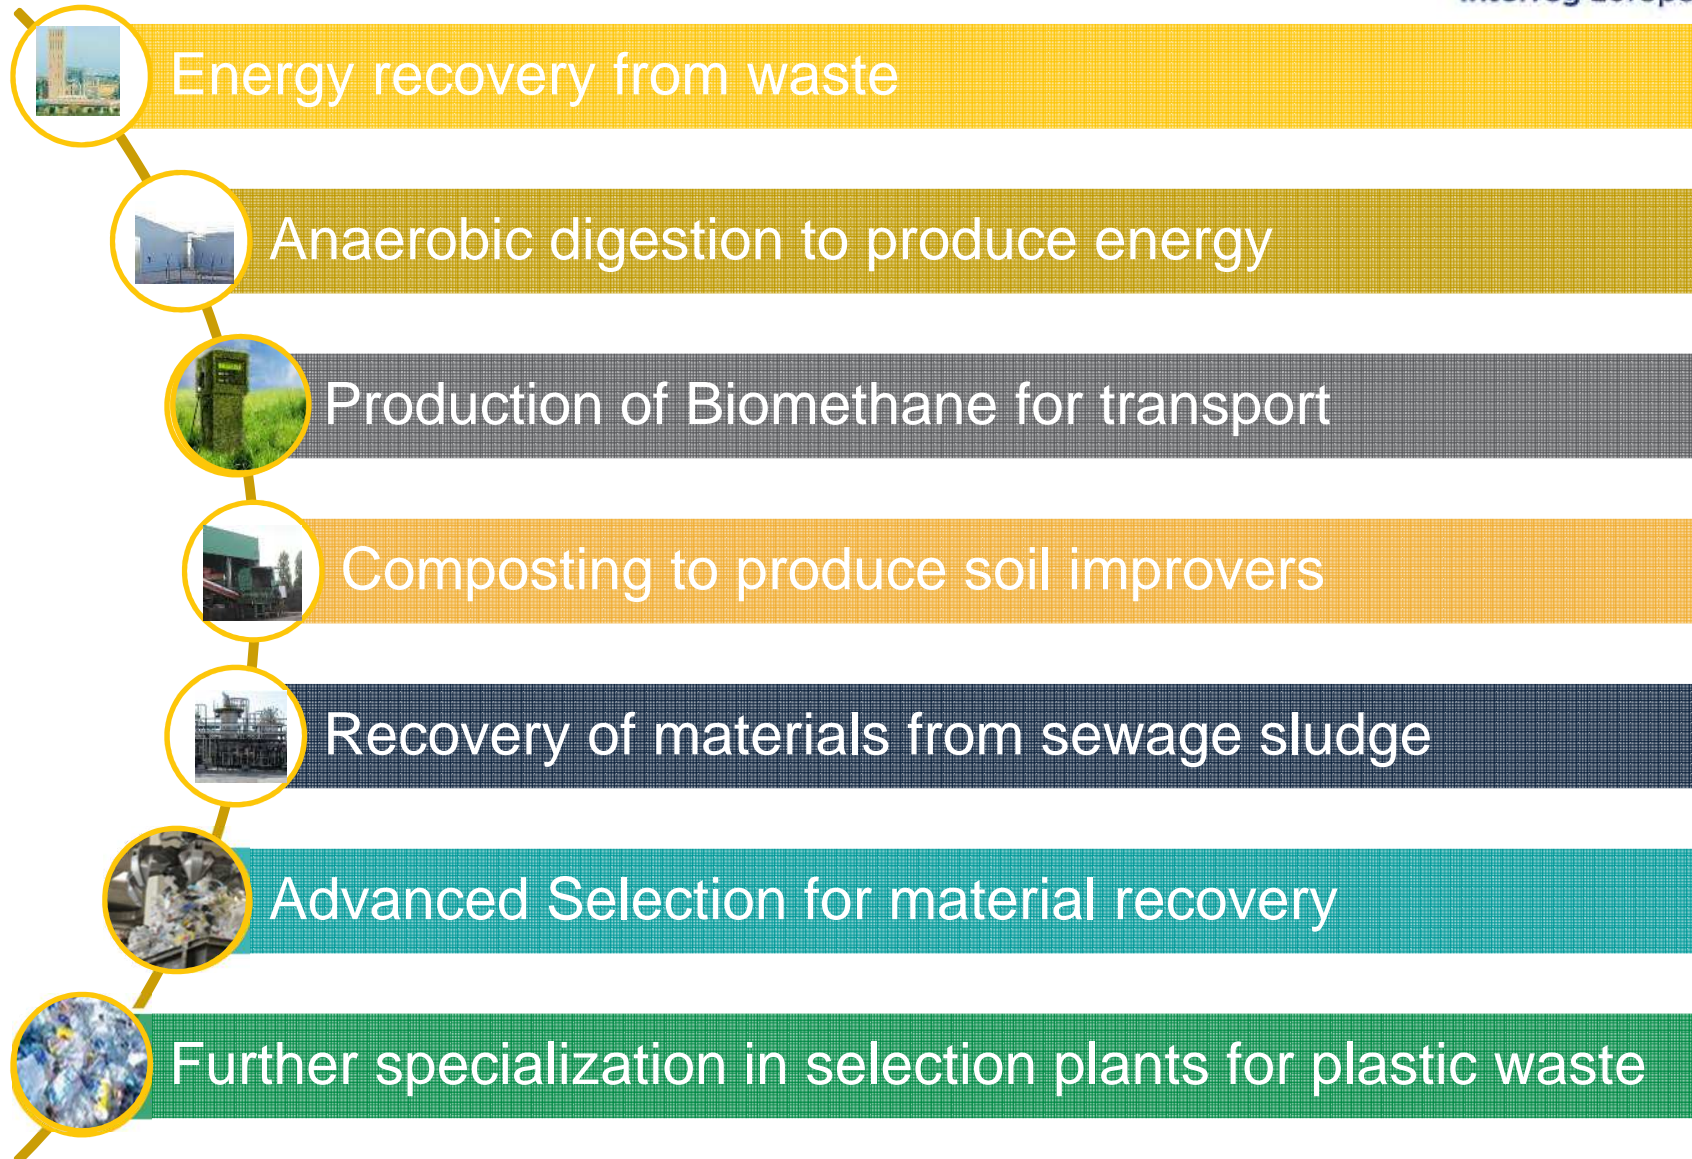 Energy recovery from waste
Anaerobic digestion to produce energy
Production of Biomethane for transport
Composting to produce soil improvers
Recovery of materials from sewage sludge
Advanced Selection for material recovery
Further specialization in selection plants for plastic waste